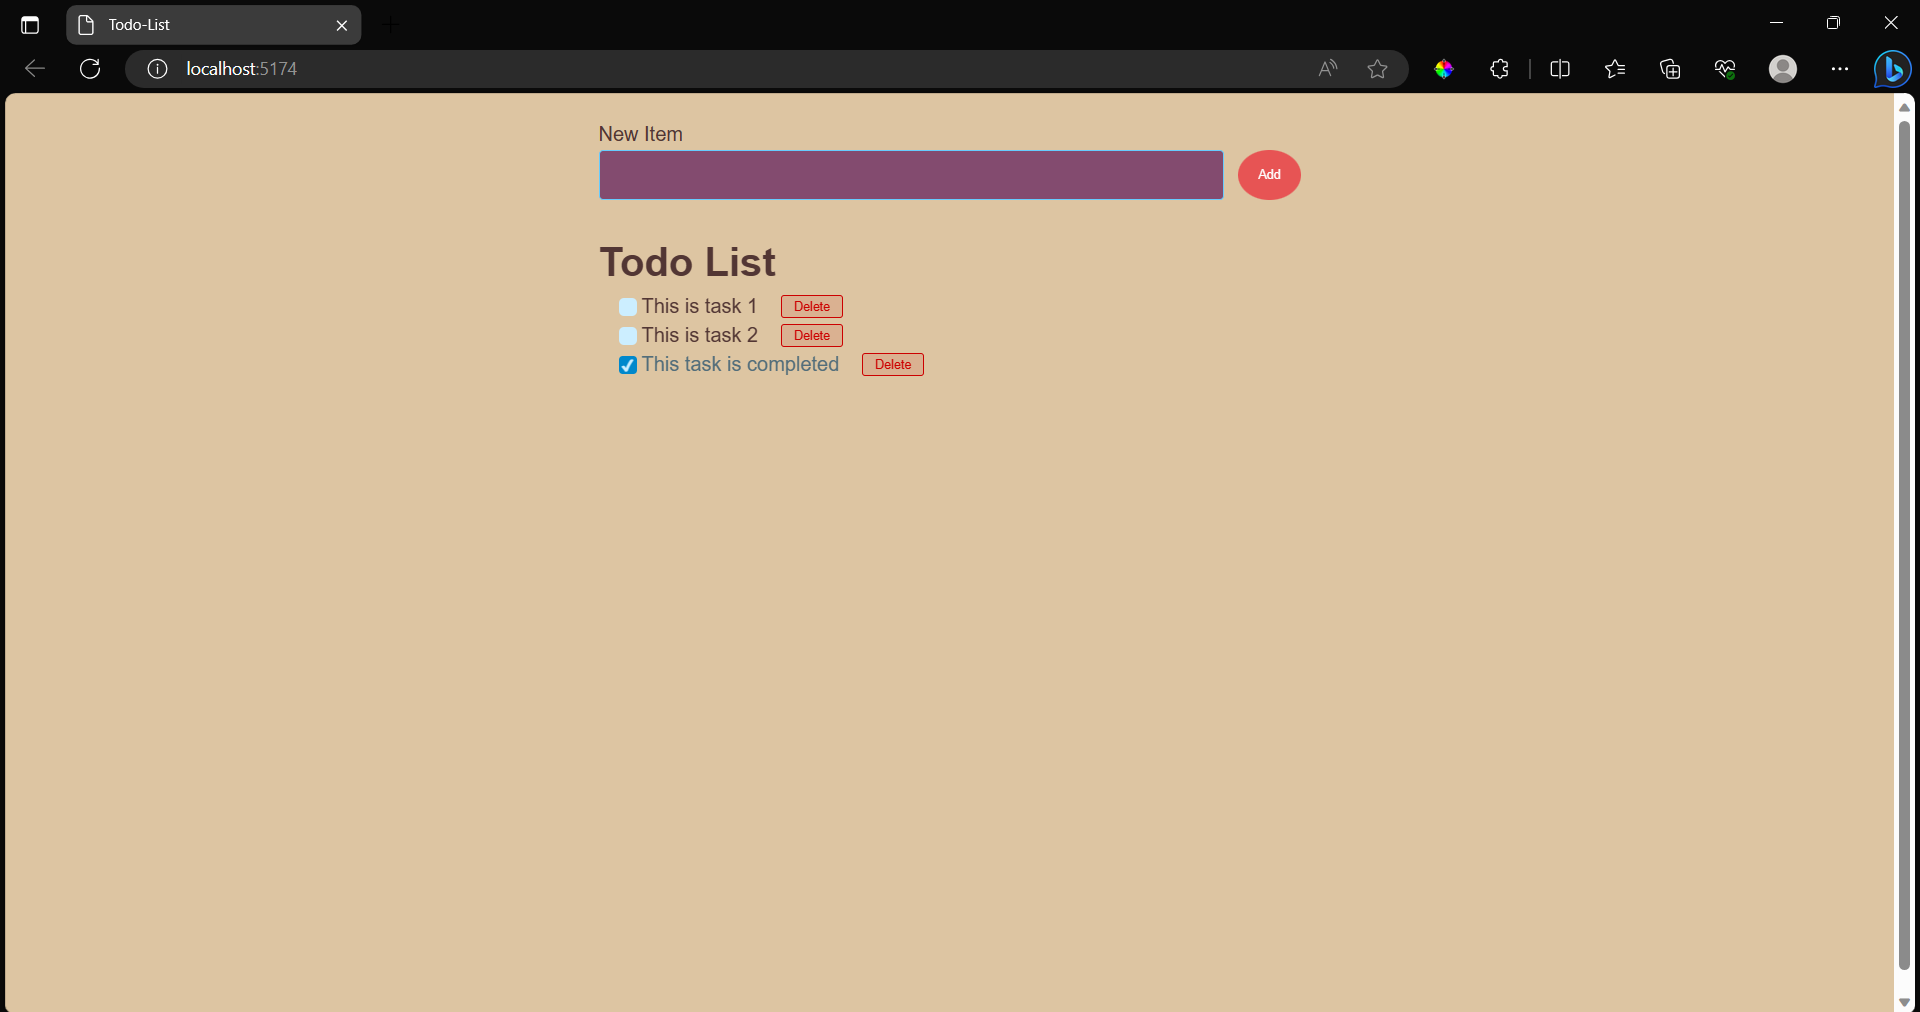 Todo-List
localhost:5174
New Item
Add
Todo List
This is task 1 Delete
This is task 2 Delete
This task is completed Delete